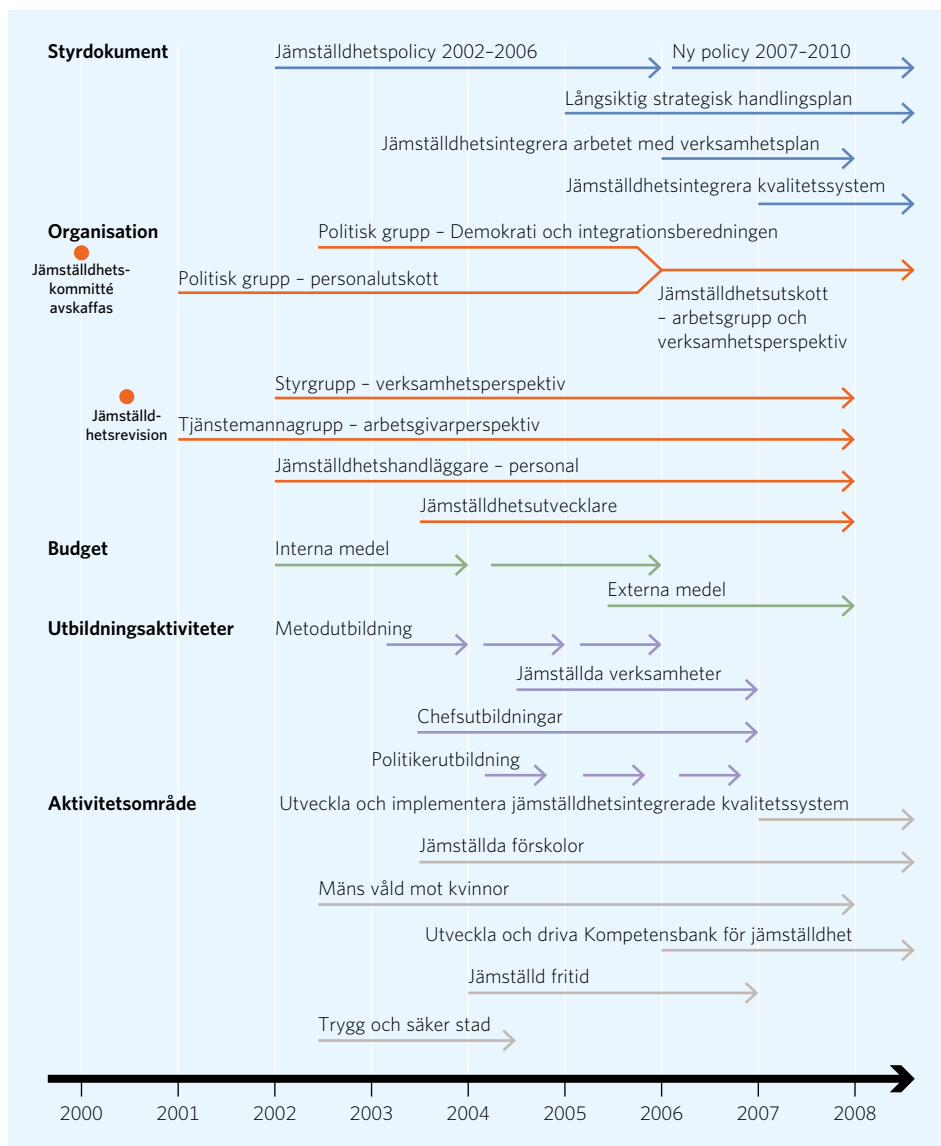 Styrdokument
Jämställdhetspolicy 2002–2006
Ny policy 2007–2010
Långsiktig strategisk handlingsplan
Jämställdhetsintegrera arbetet med verksamhetsplan
Jämställdhetsintegrera kvalitetssystem
Organisation
Politisk grupp – Demokrati och integrationsberedningen
Jämställdhets-
kommitté
avskaffas
Politisk grupp – personalutskott
Jämställdhetsutskott
– arbetsgrupp och
verksamhetsperspektiv
Styrgrupp – verksamhetsperspektiv
Jämställd-
hetsrevision
Tjänstemannagrupp – arbetsgivarperspektiv
Jämställdhetshandläggare – personal
Jämställdhetsutvecklare
Budget
Interna medel
Externa medel
Utbildningsaktiviteter
Metodutbildning
Jämställda verksamheter
Chefsutbildningar
Politikerutbildning
Aktivitetsområde
Utveckla och implementera jämställdhetsintegrerade kvalitetssystem
Jämställda förskolor
Mäns våld mot kvinnor
Utveckla och driva Kompetensbank för jämställdhet
Jämställd fritid
Trygg och säker stad
2000 2001 2002 2003 2004 2005 2006 2007 2008